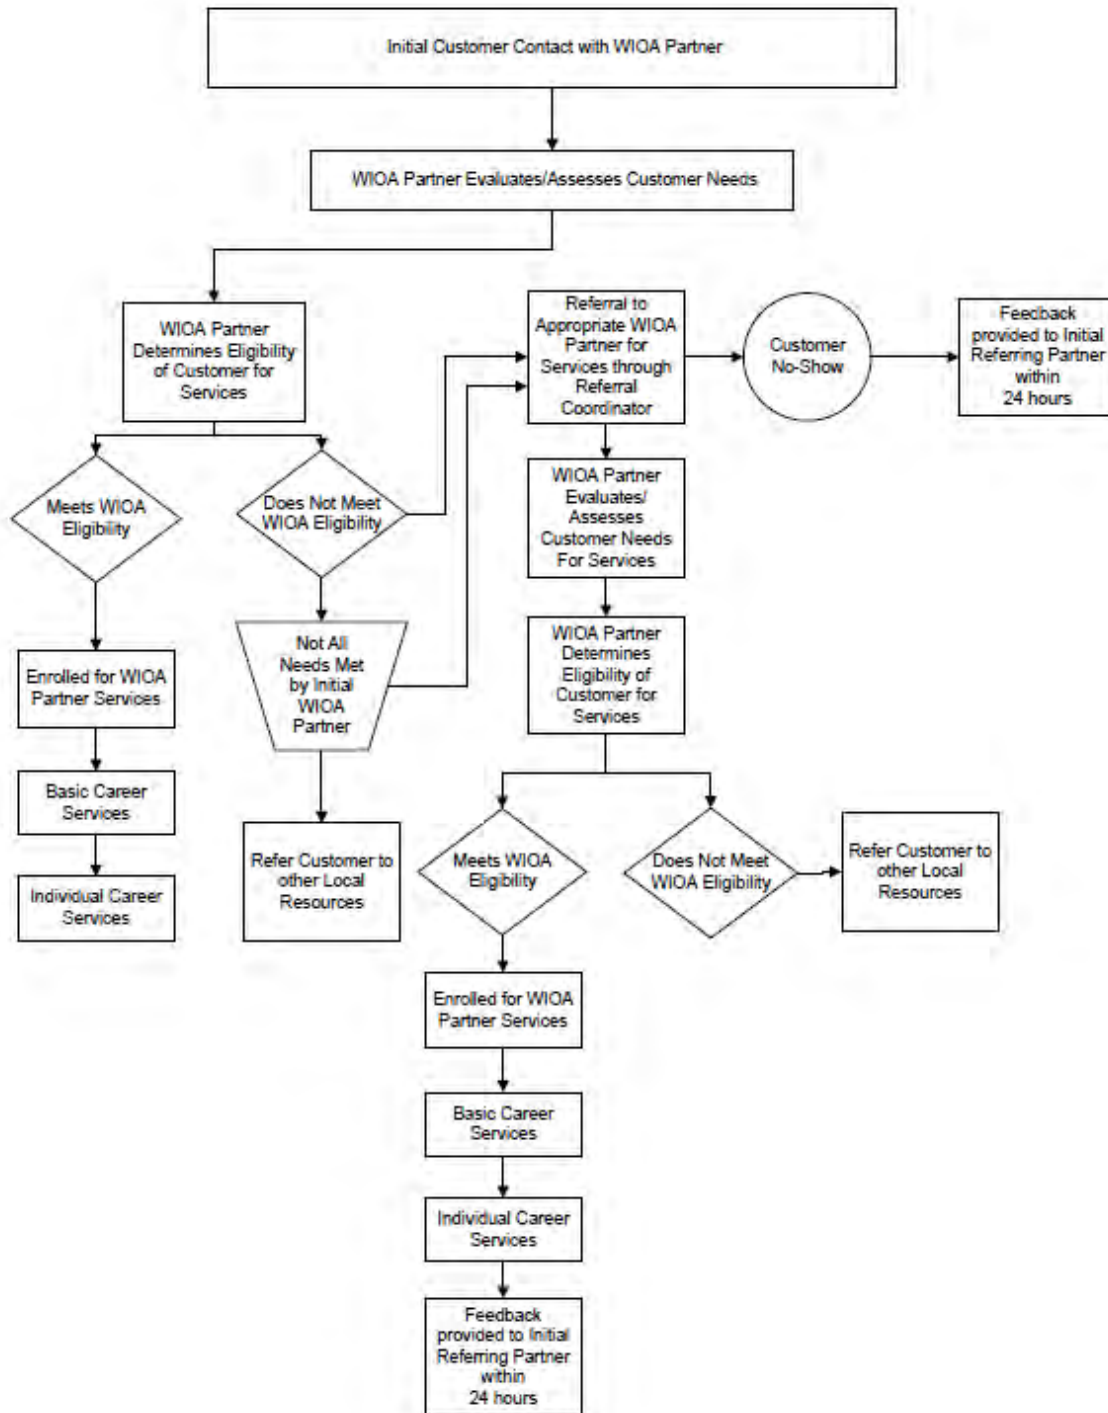 Initial Customer Contact with WIOA Partner
WIOA Partner Evaluates/Assesses Customer Needs
WIOA Partner
Determines Eligibility
of Customer for
Services
Referral to
Appropriate WIOA
Partner for
Services through
Referral
Coordinator
Customer
No-Show
Feedback
provided to Initial
Referring Partner
within
24 hours
Meets WIOA
Eligibility
Does Not Meet
WIOA Eligibility
WIOA Partner
Evaluates/
Assesses
Customer Needs
For Services
Enrolled for WIOA
Partner Services
Not All
Needs Met
by Initial
WIOA
Partner
WIOA Partner
Determines
Eligibility of
Customer for
Services
Basic Career
Services
Individual Career
Services
Refer Customer to
other Local
Resources
Meets WIOA
Eligibility
Does Not Meet
WIOA Eligibility
Refer Customer to
other Local
Resources
Enrolled for WIOA
Partner Services
Basic Career
Services
Individual Career
Services
Feedback
provided to Initial
Referring Partner
within
24 hours